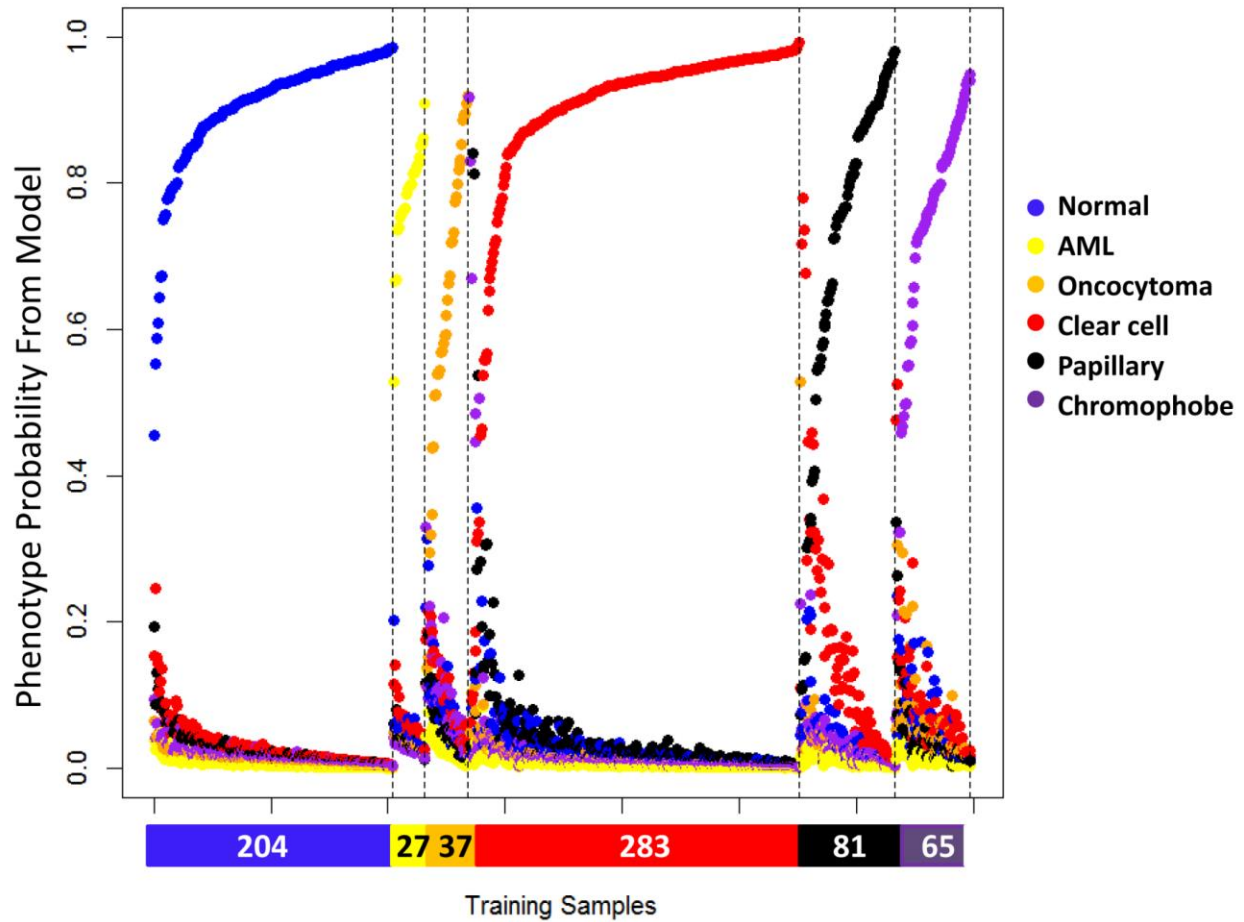 Phenotype Probability From Model
1.0
0.8
0.6
0.4
0.2
0.0
Normal
AML
Oncocytoma
Clear cell
Papillary
Chromophobe
204 27 37 283 81 65
Training Samples